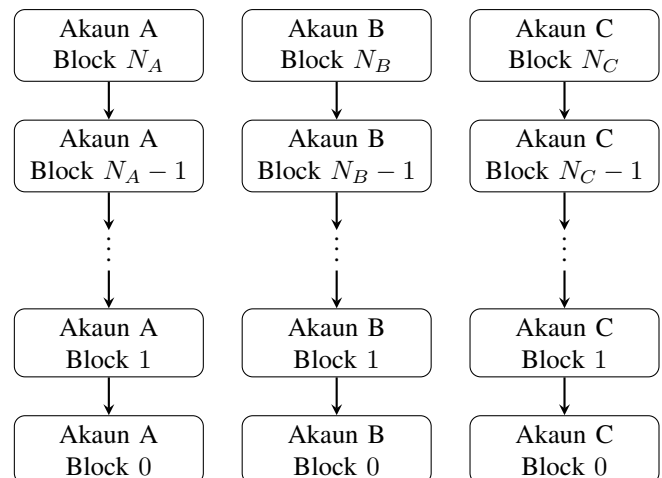 Akaun A
Block $N_A$
Akaun B
Block $N_B$
Akaun C
Block $N_C$
Akaun A
Block $N_A - 1$
Akaun B
Block $N_B - 1$
Akaun C
Block $N_C - 1$
Akaun A
Block 1
Akaun B
Block 1
Akaun C
Block 1
Akaun A
Block 0
Akaun B
Block 0
Akaun C
Block 0